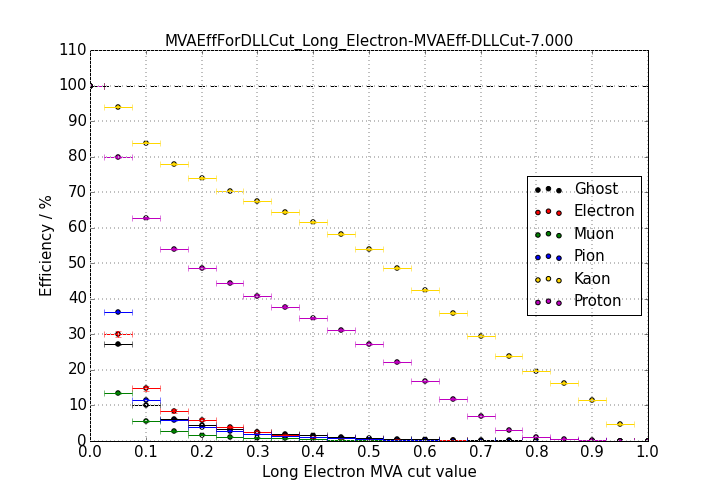 MVAEffForDLLCut_Long_Electron-MVAEff-DLLCut-7.000
110
100
90
80
70
60
50
40
30
20
10
0
Efficiency / %
Ghost
Electron
Muon
Pion
Kaon
Proton
0.0 0.1 0.2 0.3 0.4 0.5 0.6 0.7 0.8 0.9 1.0
Long Electron MVA cut value